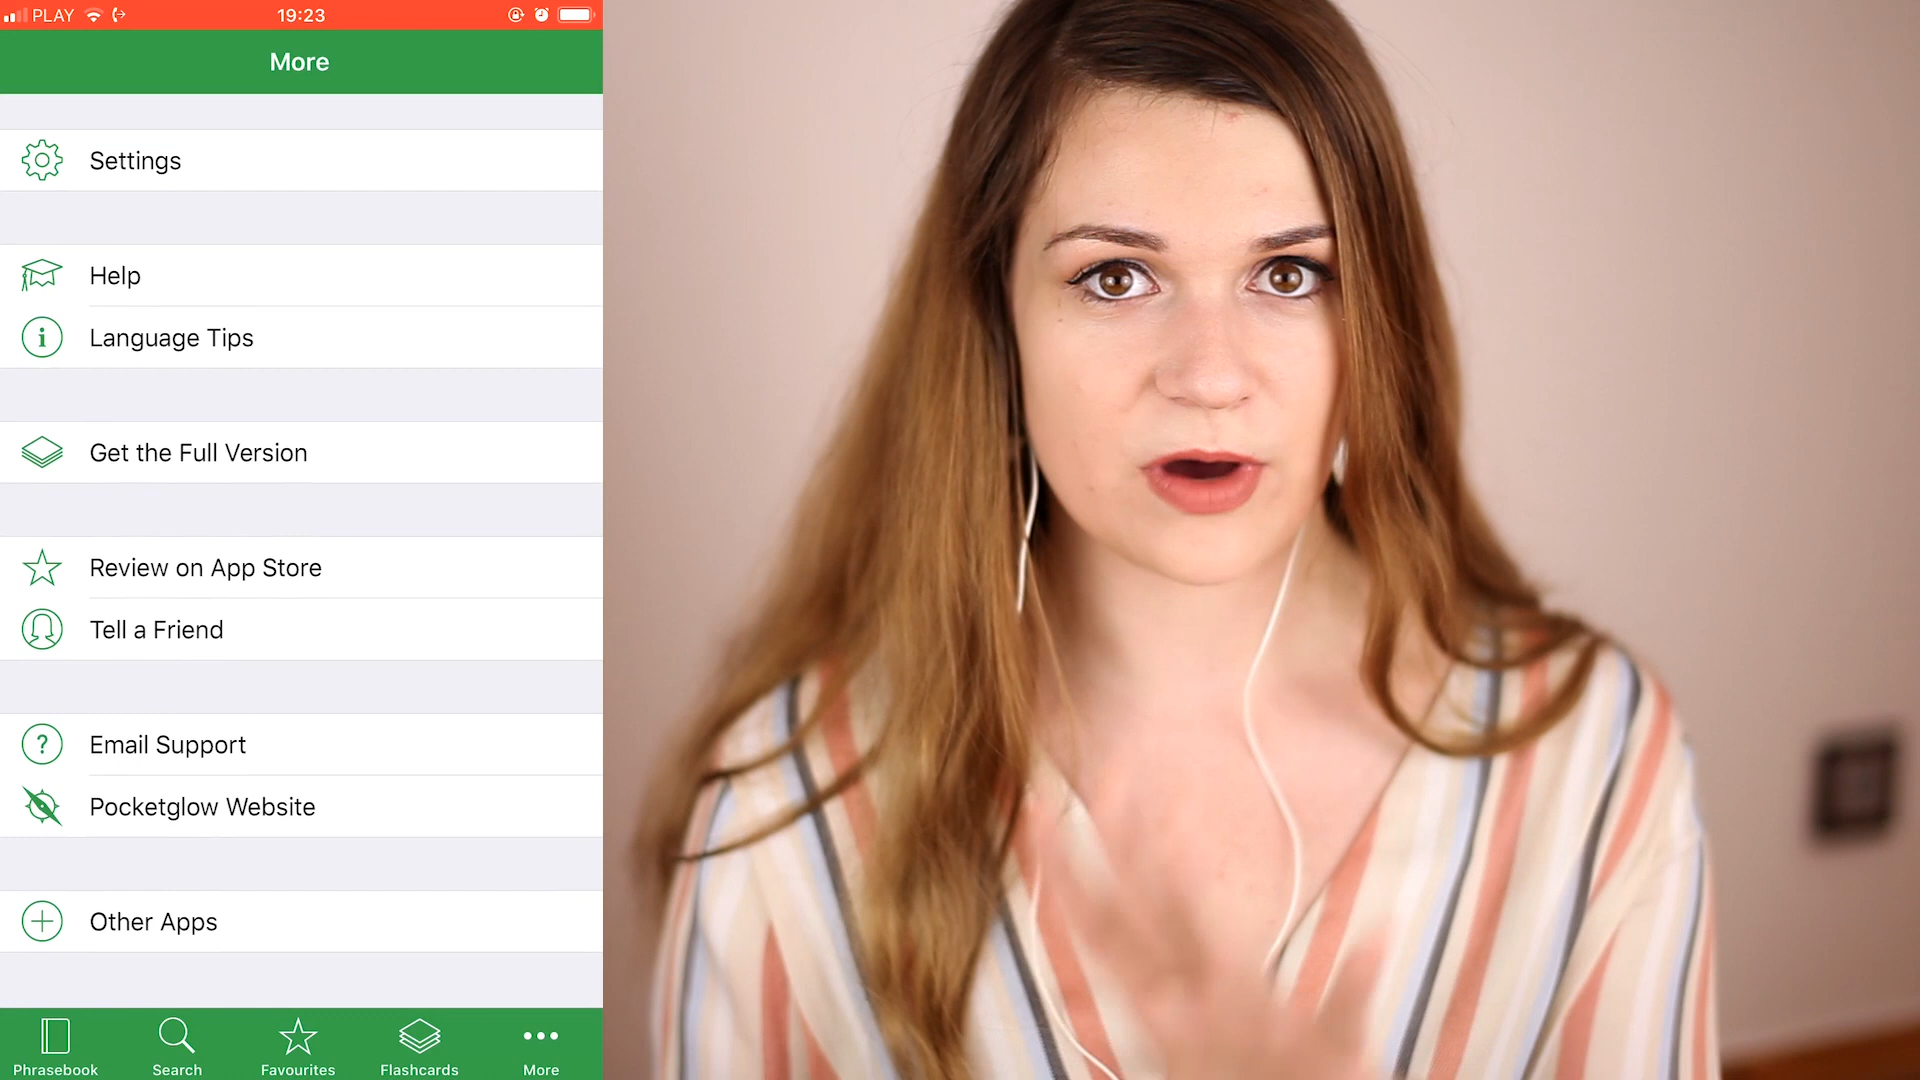 PLAY 19:23
More
Settings
Help
Language Tips
Get the Full Version
Review on App Store
Tell a Friend
Email Support
Pocketglow Website
Other Apps
Phrasebook Search Favourites Flashcards More